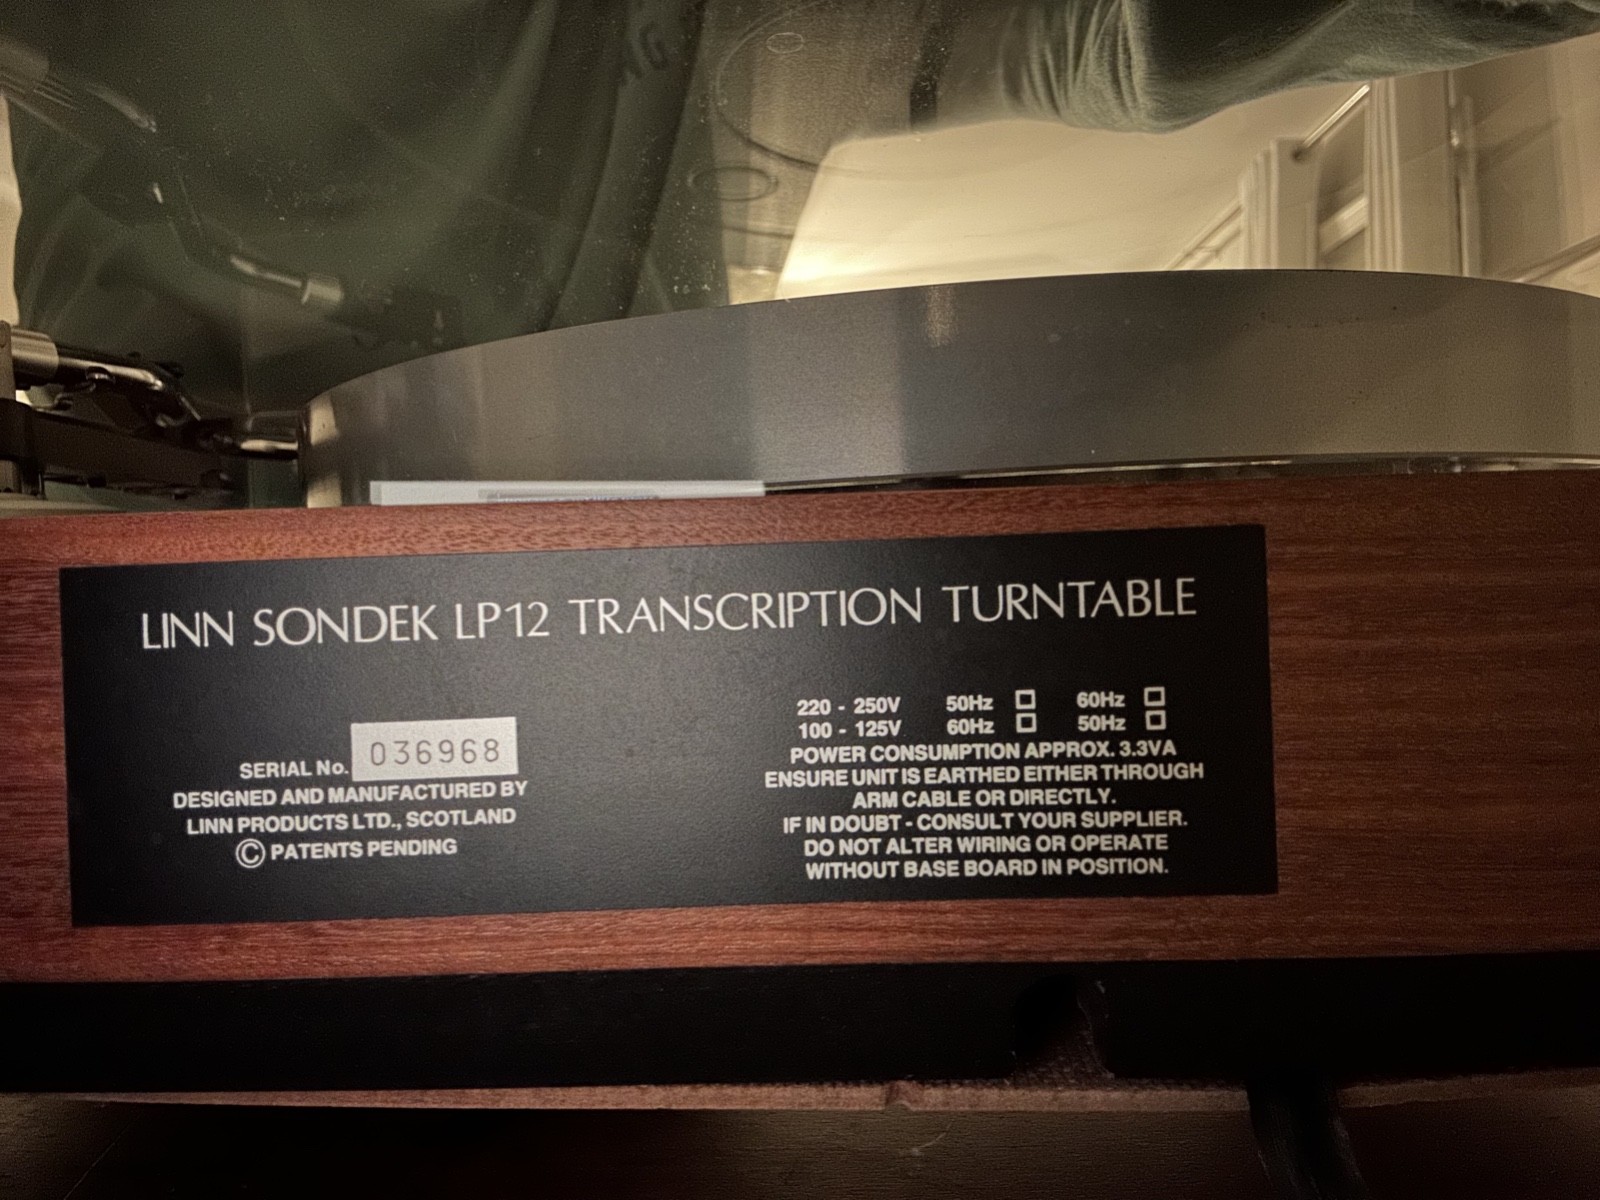 LINN SONDEK LP12 TRANSCRIPTION TURNTABLE
SERIAL No. 036968
DESIGNED AND MANUFACTURED BY
LINN PRODUCTS LTD., SCOTLAND
© PATENTS PENDING
220 - 250V 50Hz □ 60Hz □
100 - 125V 60Hz □ 50Hz □
POWER CONSUMPTION APPROX. 3.3VA
ENSURE UNIT IS EARTHED EITHER THROUGH
ARM CABLE OR DIRECTLY.
IF IN DOUBT - CONSULT YOUR SUPPLIER.
DO NOT ALTER WIRING OR OPERATE
WITHOUT BASE BOARD IN POSITION.